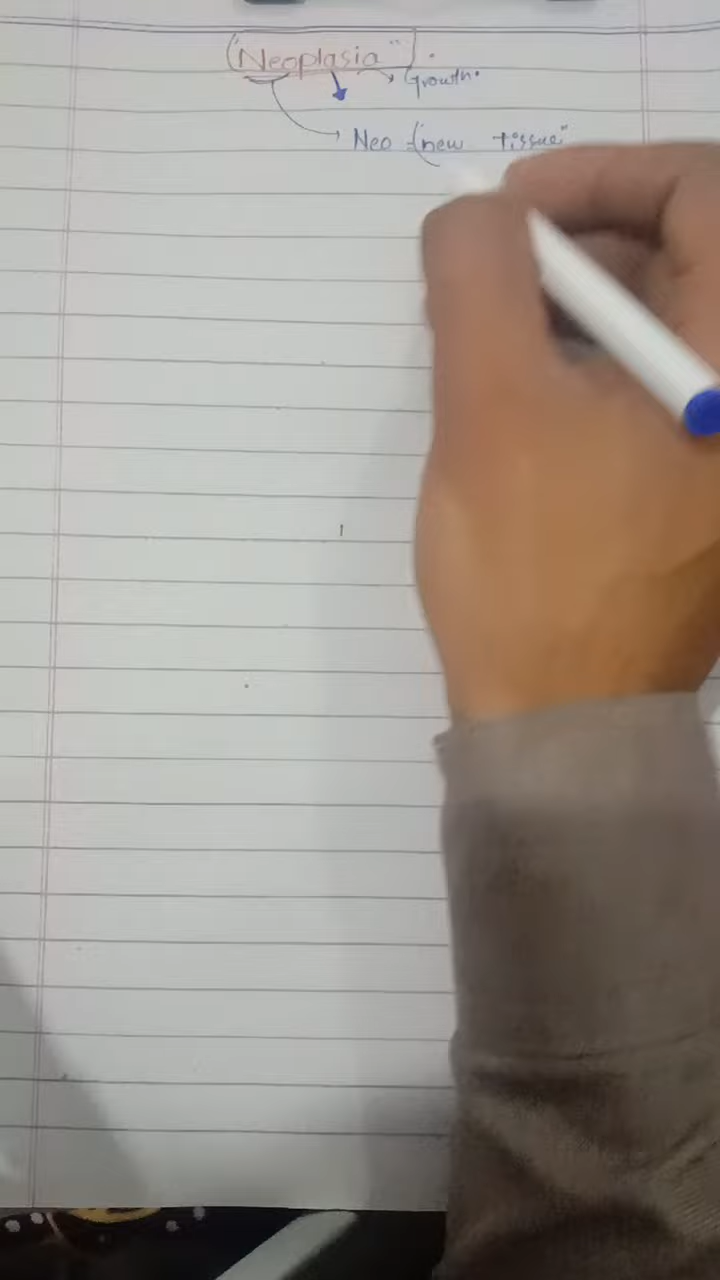 ("Neoplasia").
Growth.
Neo = (new tissue"